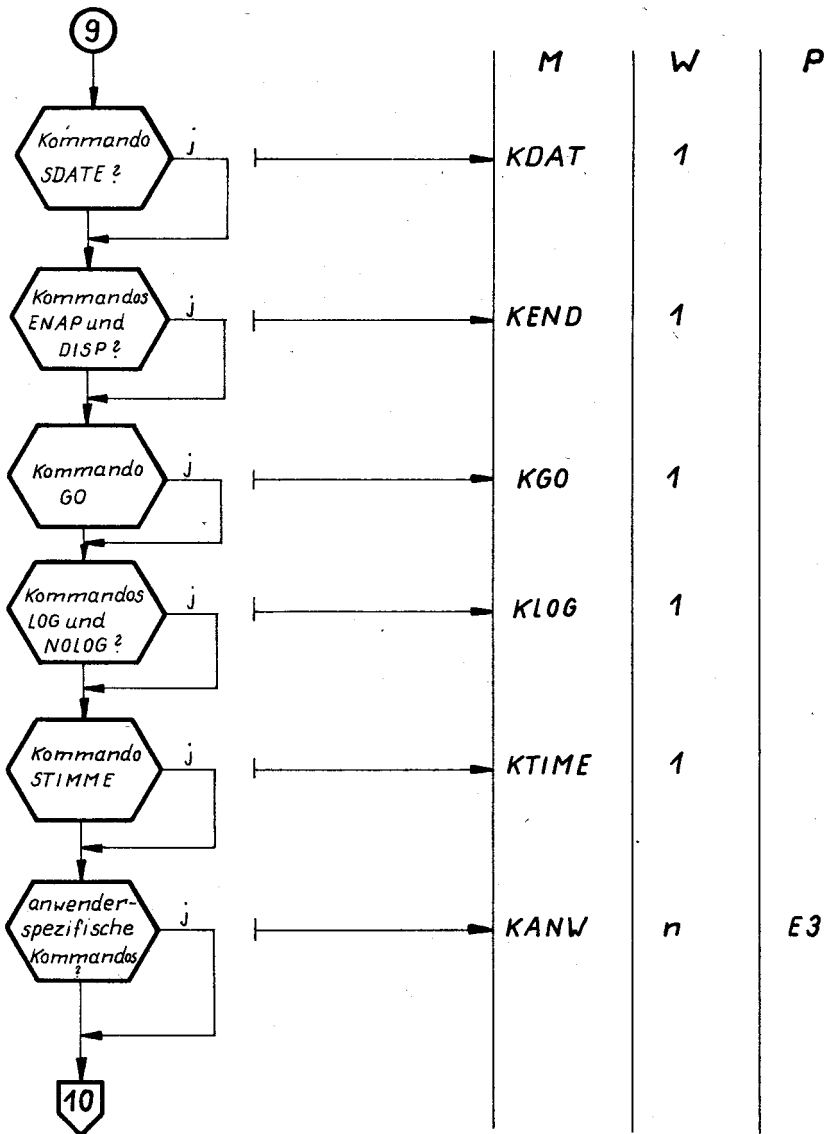 9
M W P
Kommando
SDATE?
j
KDAT 1
Kommandos
ENAP und
DISP?
j
KEND 1
Kommando
GO
j
KGO 1
Kommandos
LOG und
NOLOG?
j
KLOG 1
Kommando
STIMME
j
KTIME 1
anwender-
spezifische
Kommandos
?
j
KANW n E3
10